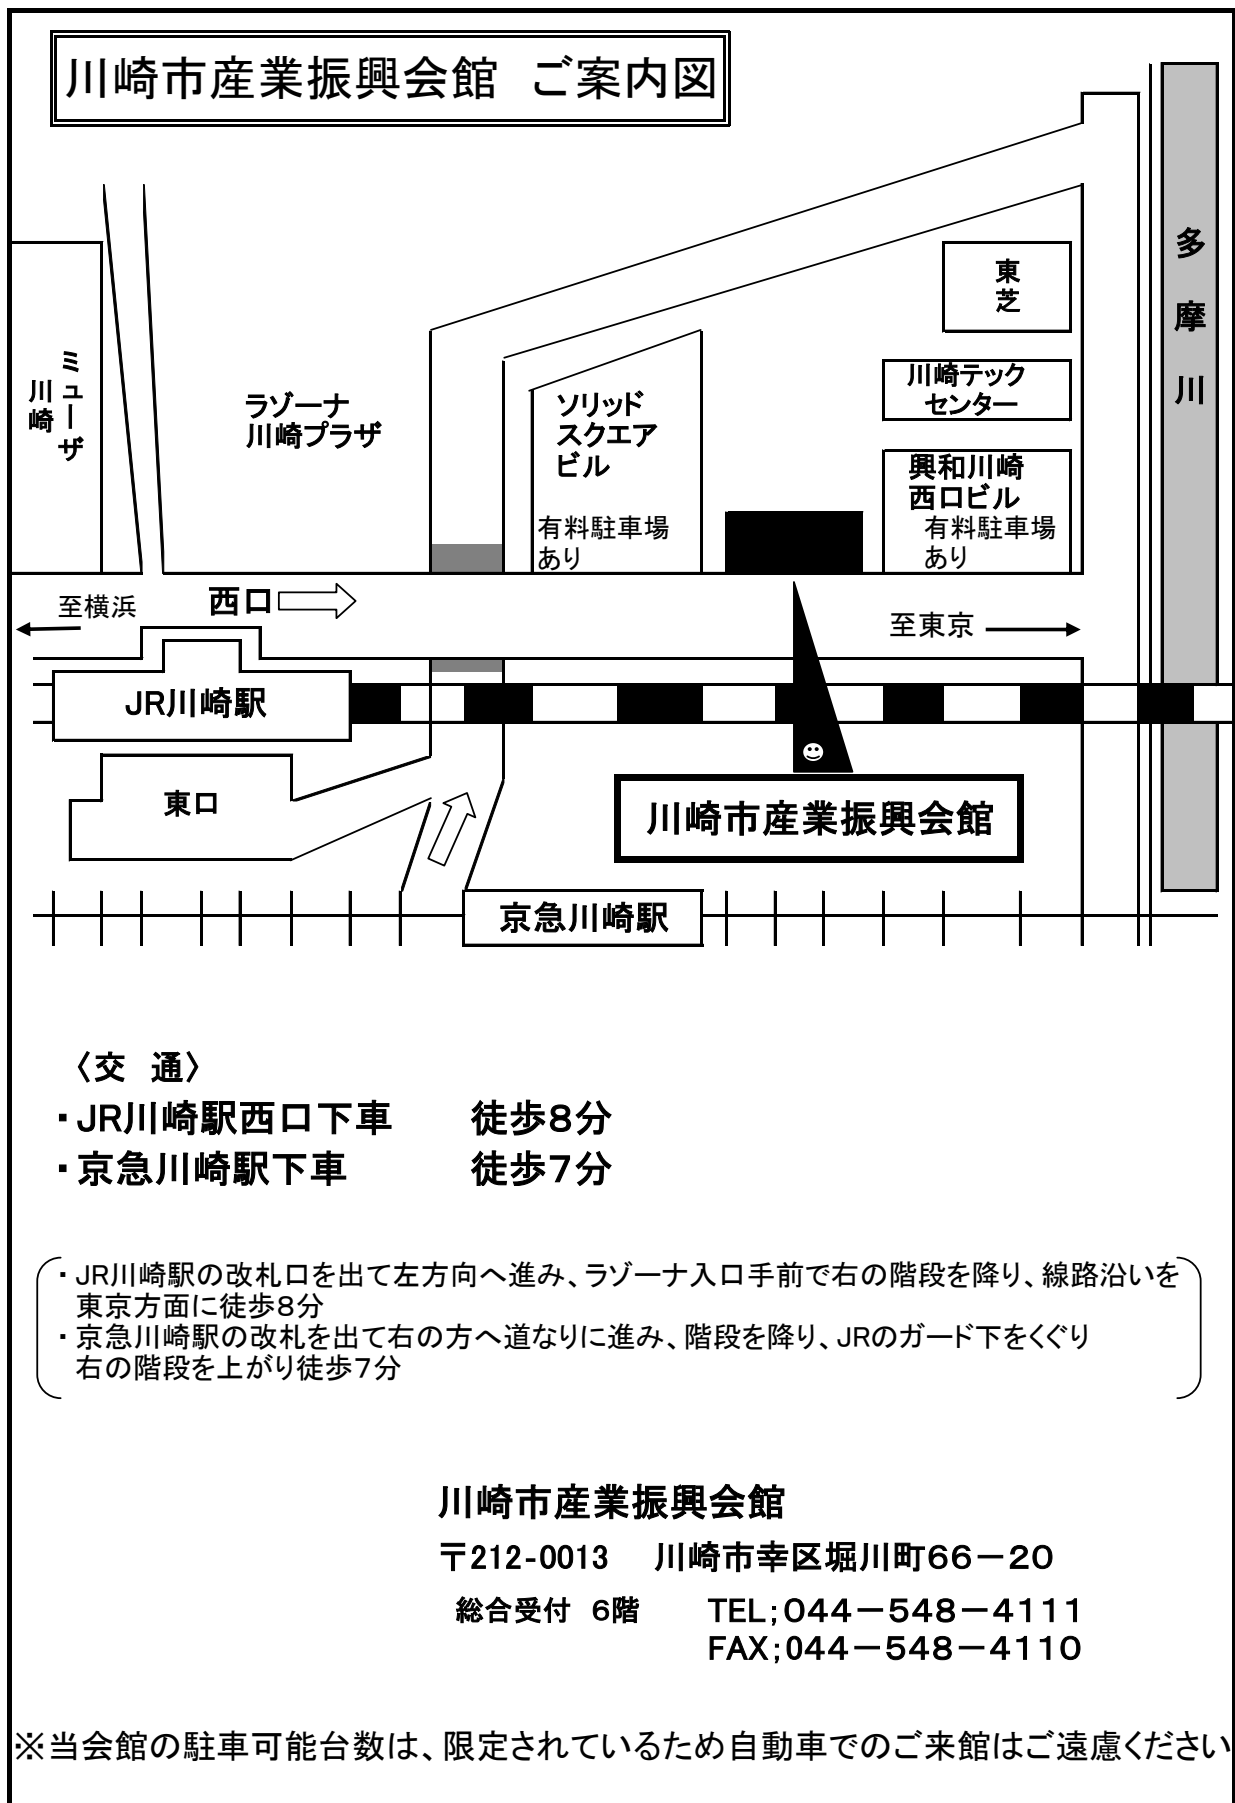 川崎市産業振興会館　ご案内図
多摩川
東芝
ミューザ
川崎
ラゾーナ
川崎プラザ
ソリッド
スクエア
ビル
有料駐車場
あり
川崎テック
センター
興和川崎
西口ビル
有料駐車場
あり
至横浜
西口
至東京
JR川崎駅
東口
川崎市産業振興会館
京急川崎駅
〈交　通〉
・JR川崎駅西口下車　　徒歩8分
・京急川崎駅下車　　　徒歩7分
・JR川崎駅の改札口を出て左方向へ進み、ラゾーナ入口手前で右の階段を降り、線路沿いを
東京方面に徒歩8分
・京急川崎駅の改札を出て右の方へ道なりに進み、階段を降り、JRのガード下をくぐり
右の階段を上がり徒歩7分
川崎市産業振興会館
〒212-0013　川崎市幸区堀川町66－20
総合受付　6階　　TEL;044－548－4111
FAX;044－548－4110
※当会館の駐車可能台数は、限定されているため自動車でのご来館はご遠慮ください